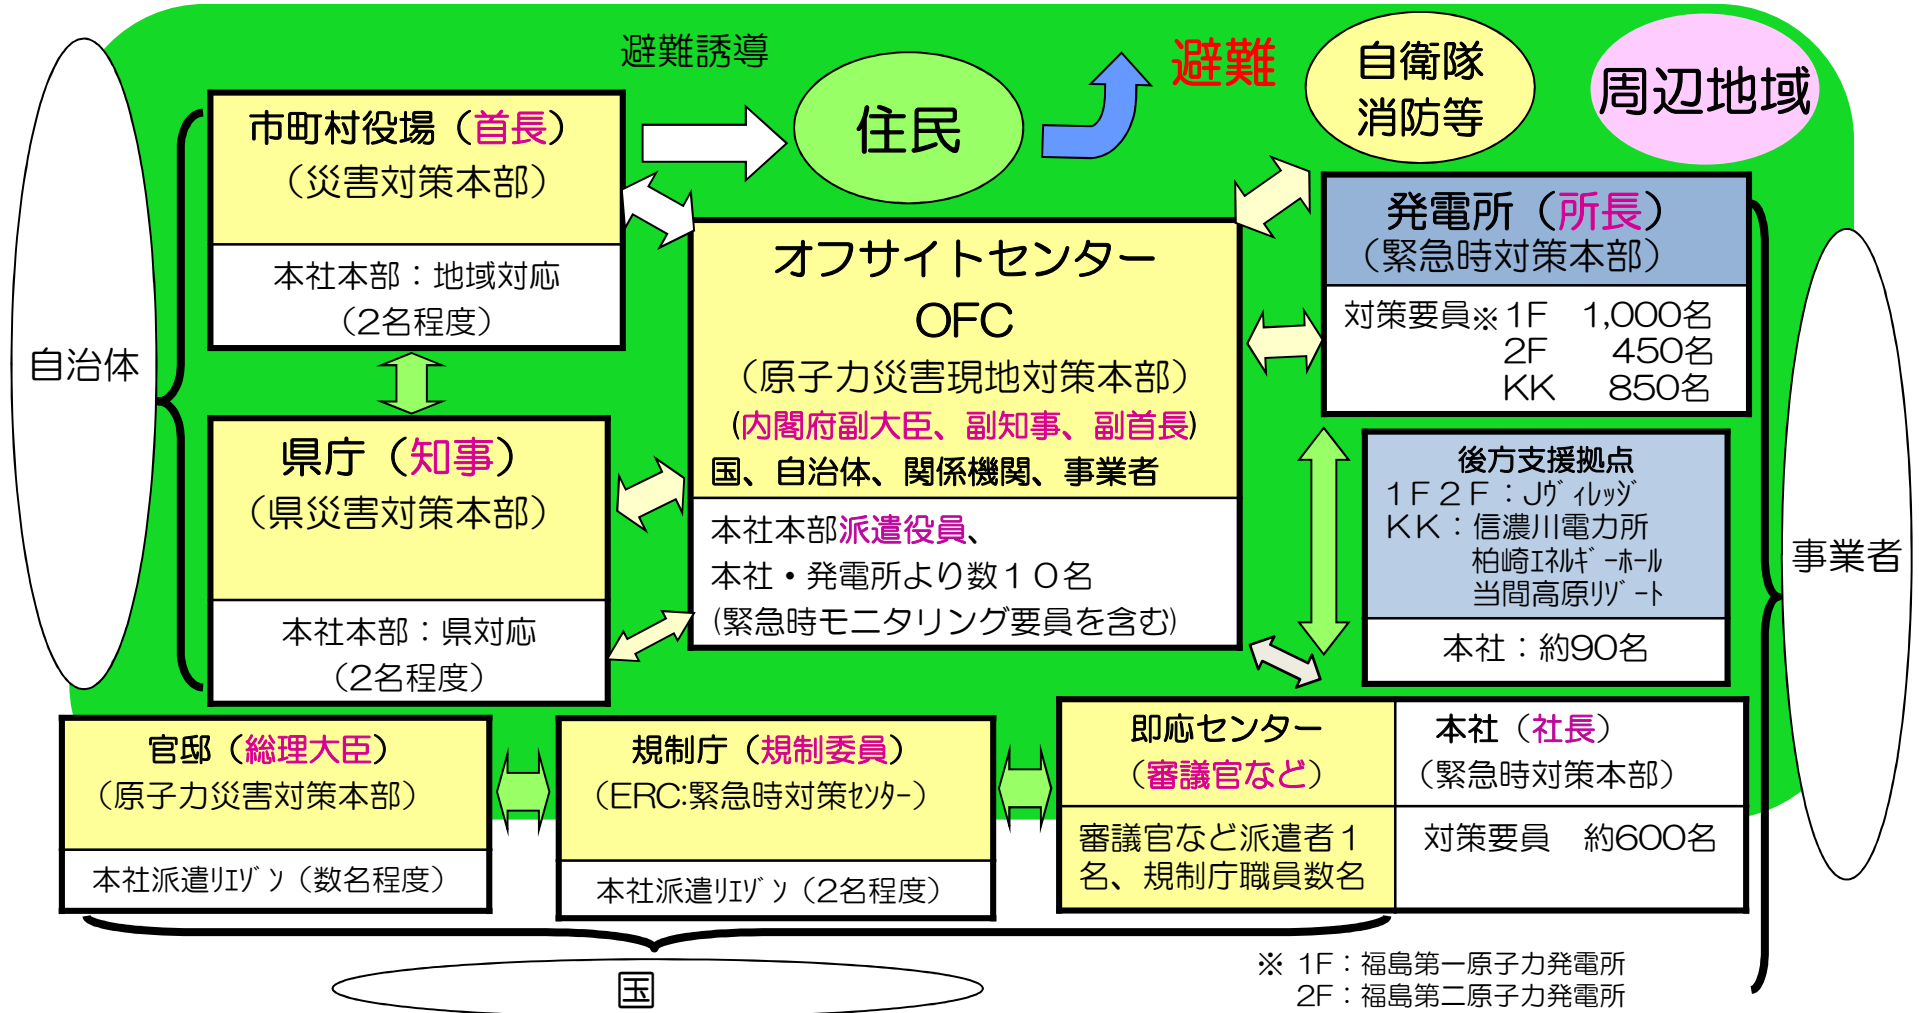 避難誘導
住民
避難
自衛隊
消防等
周辺地域
市町村役場（首長）
（災害対策本部）
本社本部：地域対応
（2名程度）
自治体
県庁（知事）
（県災害対策本部）
本社本部：県対応
（2名程度）
オフサイトセンター
OFC
（原子力災害現地対策本部）
(内閣府副大臣、副知事、副首長)
国、自治体、関係機関、事業者
本社本部派遣役員、
本社・発電所より数１０名
(緊急時モニタリング要員を含む)
発電所（所長）
（緊急時対策本部）
対策要員※1F 1,000名
2F 450名
KK 850名
後方支援拠点
１Ｆ２Ｆ：Jヴィレッジ
ＫＫ：信濃川電力所
柏崎エネルギーホール
当間高原リゾート
本社：約90名
事業者
官邸（総理大臣）
（原子力災害対策本部）
本社派遣リエゾン（数名程度）
規制庁（規制委員）
（ERC:緊急時対策センター）
本社派遣リエゾン（2名程度）
即応センター
（審議官など）
審議官など派遣者１
名、規制庁職員数名
本社（社長）
（緊急時対策本部）
対策要員　約600名
国
※ 1F：福島第一原子力発電所
2F：福島第二原子力発電所